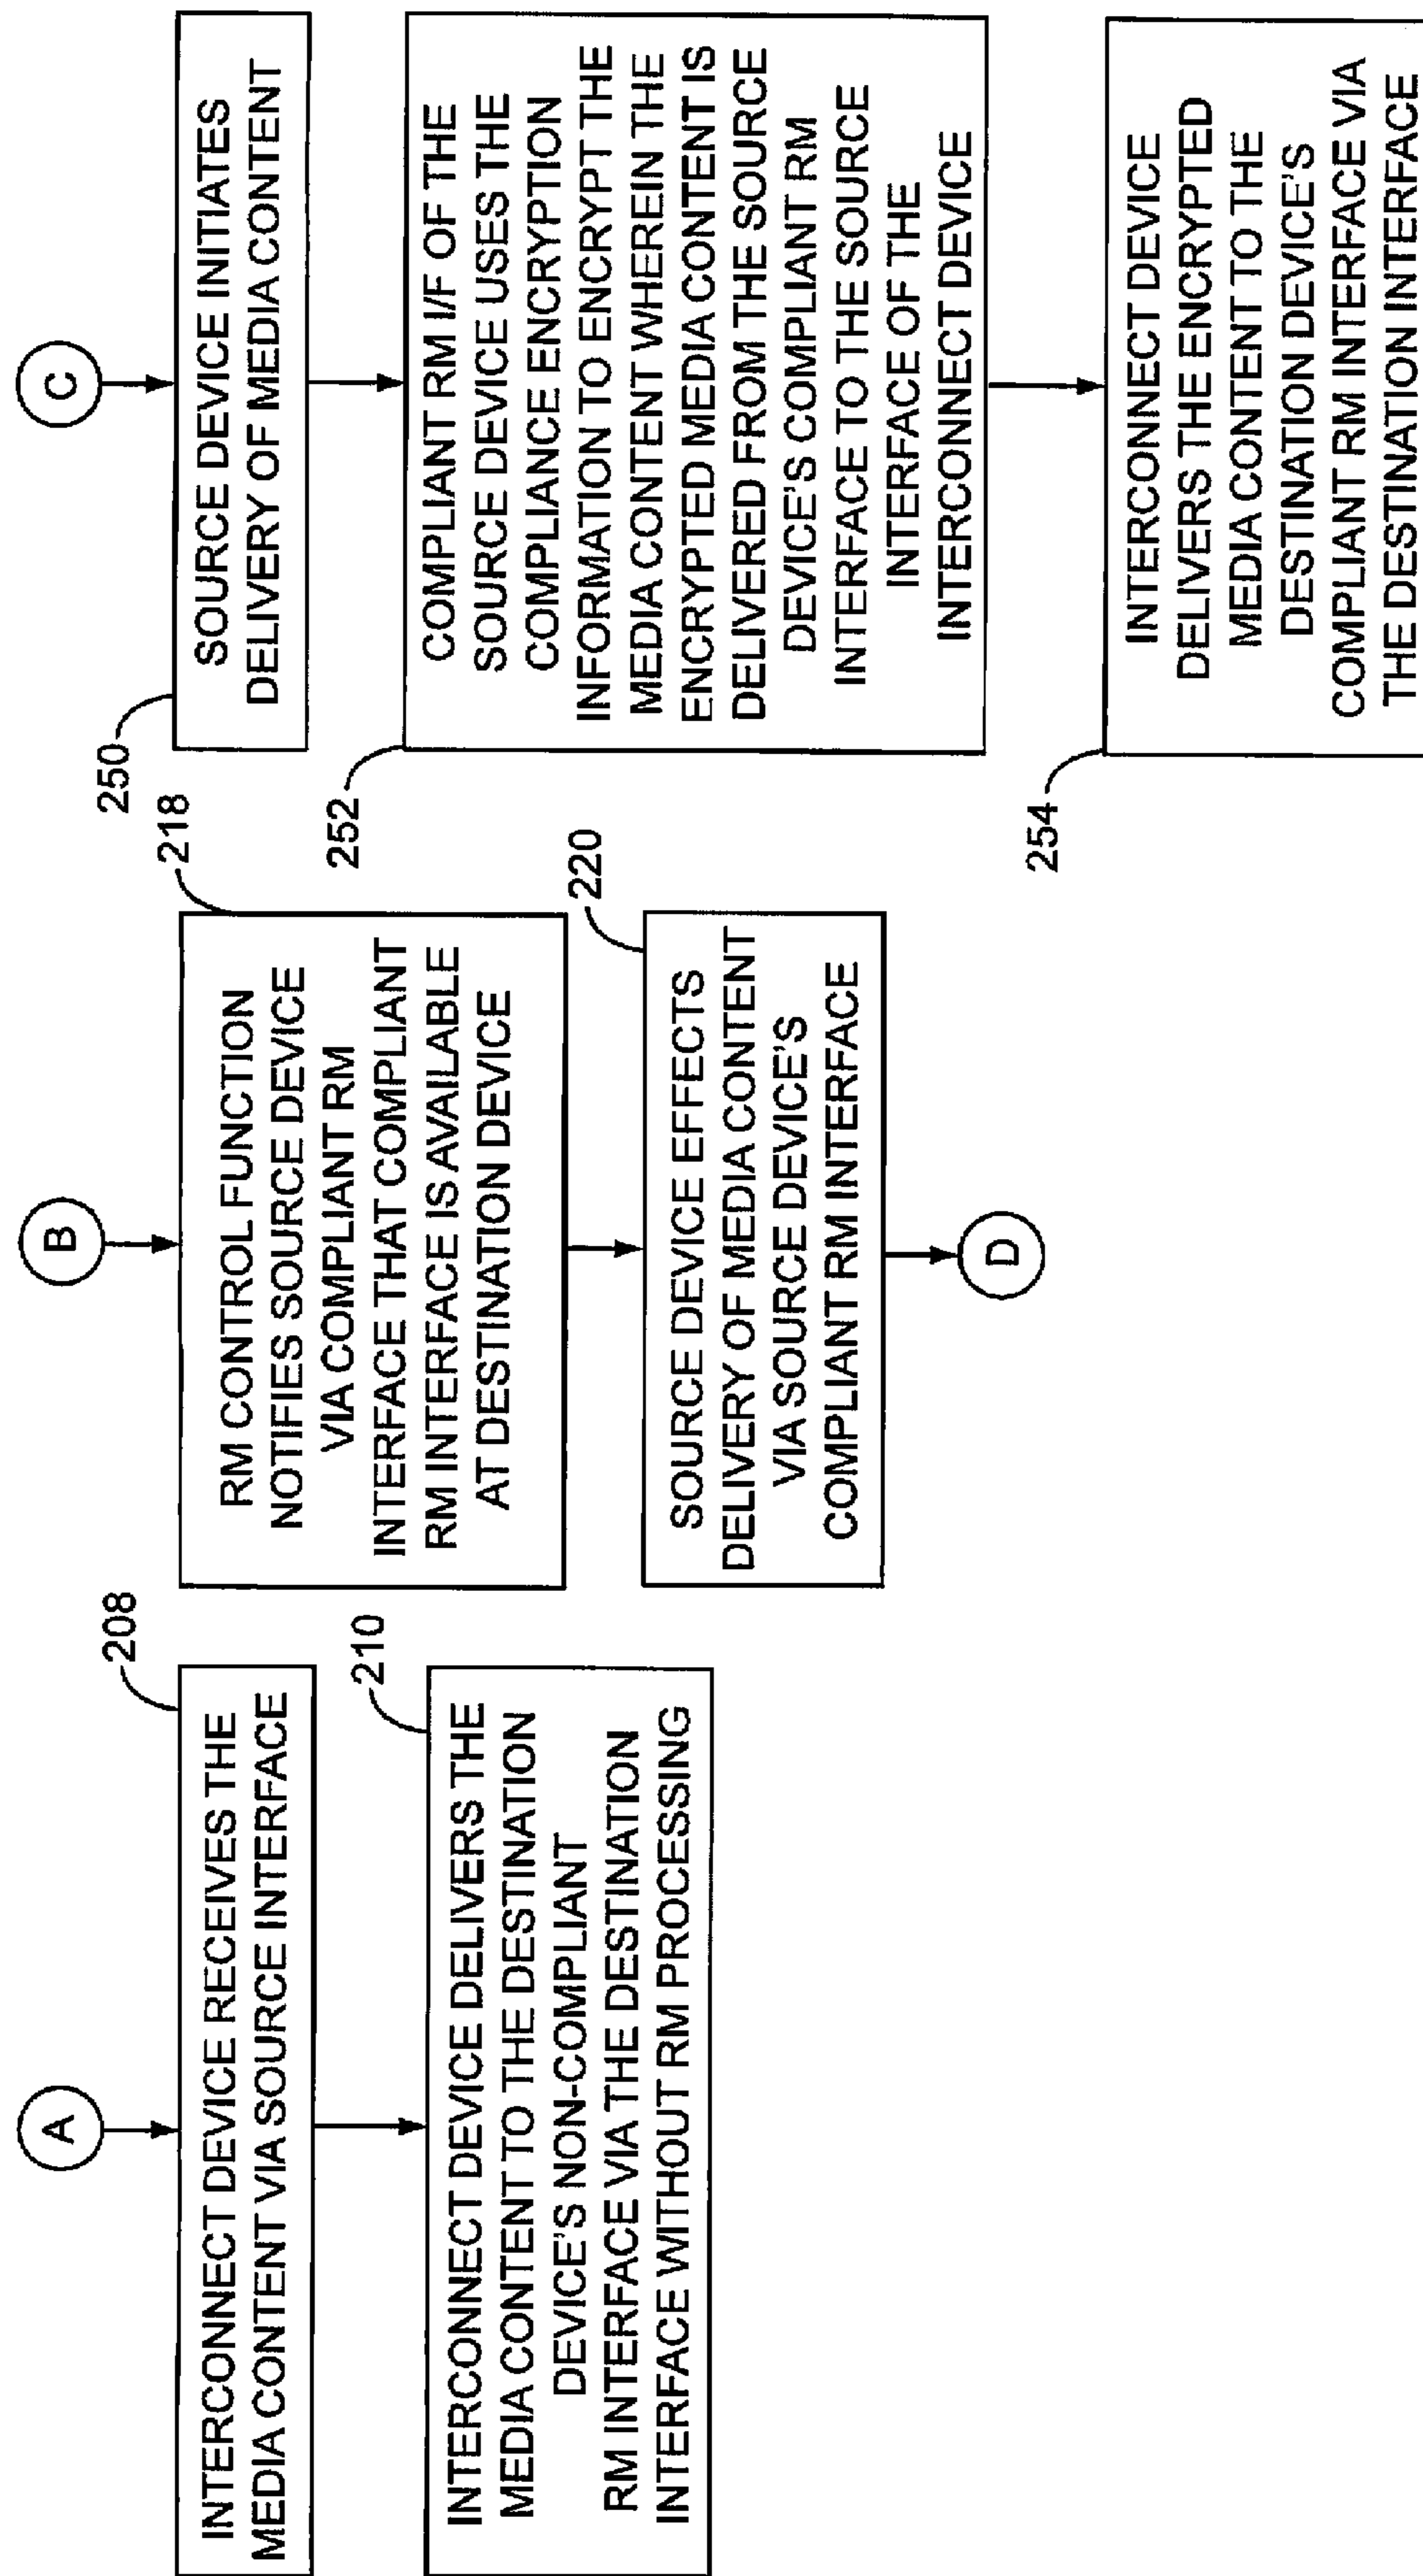 A
208
INTERCONNECT DEVICE RECEIVES THE
MEDIA CONTENT VIA SOURCE INTERFACE
210
INTERCONNECT DEVICE DELIVERS THE
MEDIA CONTENT TO THE DESTINATION
DEVICE'S NON-COMPLIANT
RM INTERFACE VIA THE DESTINATION
INTERFACE WITHOUT RM PROCESSING
B
218
RM CONTROL FUNCTION
NOTIFIES SOURCE DEVICE
VIA COMPLIANT RM
INTERFACE THAT COMPLIANT
RM INTERFACE IS AVAILABLE
AT DESTINATION DEVICE
220
SOURCE DEVICE EFFECTS
DELIVERY OF MEDIA CONTENT
VIA SOURCE DEVICE'S
COMPLIANT RM INTERFACE
D
C
250
SOURCE DEVICE INITIATES
DELIVERY OF MEDIA CONTENT
252
COMPLIANT RM I/F OF THE
SOURCE DEVICE USES THE
COMPLIANCE ENCRYPTION
INFORMATION TO ENCRYPT THE
MEDIA CONTENT WHEREIN THE
ENCRYPTED MEDIA CONTENT IS
DELIVERED FROM THE SOURCE
DEVICE'S COMPLIANT RM
INTERFACE TO THE SOURCE
INTERFACE OF THE
INTERCONNECT DEVICE
254
INTERCONNECT DEVICE
DELIVERS THE ENCRYPTED
MEDIA CONTENT TO THE
DESTINATION DEVICE'S
COMPLIANT RM INTERFACE VIA
THE DESTINATION INTERFACE